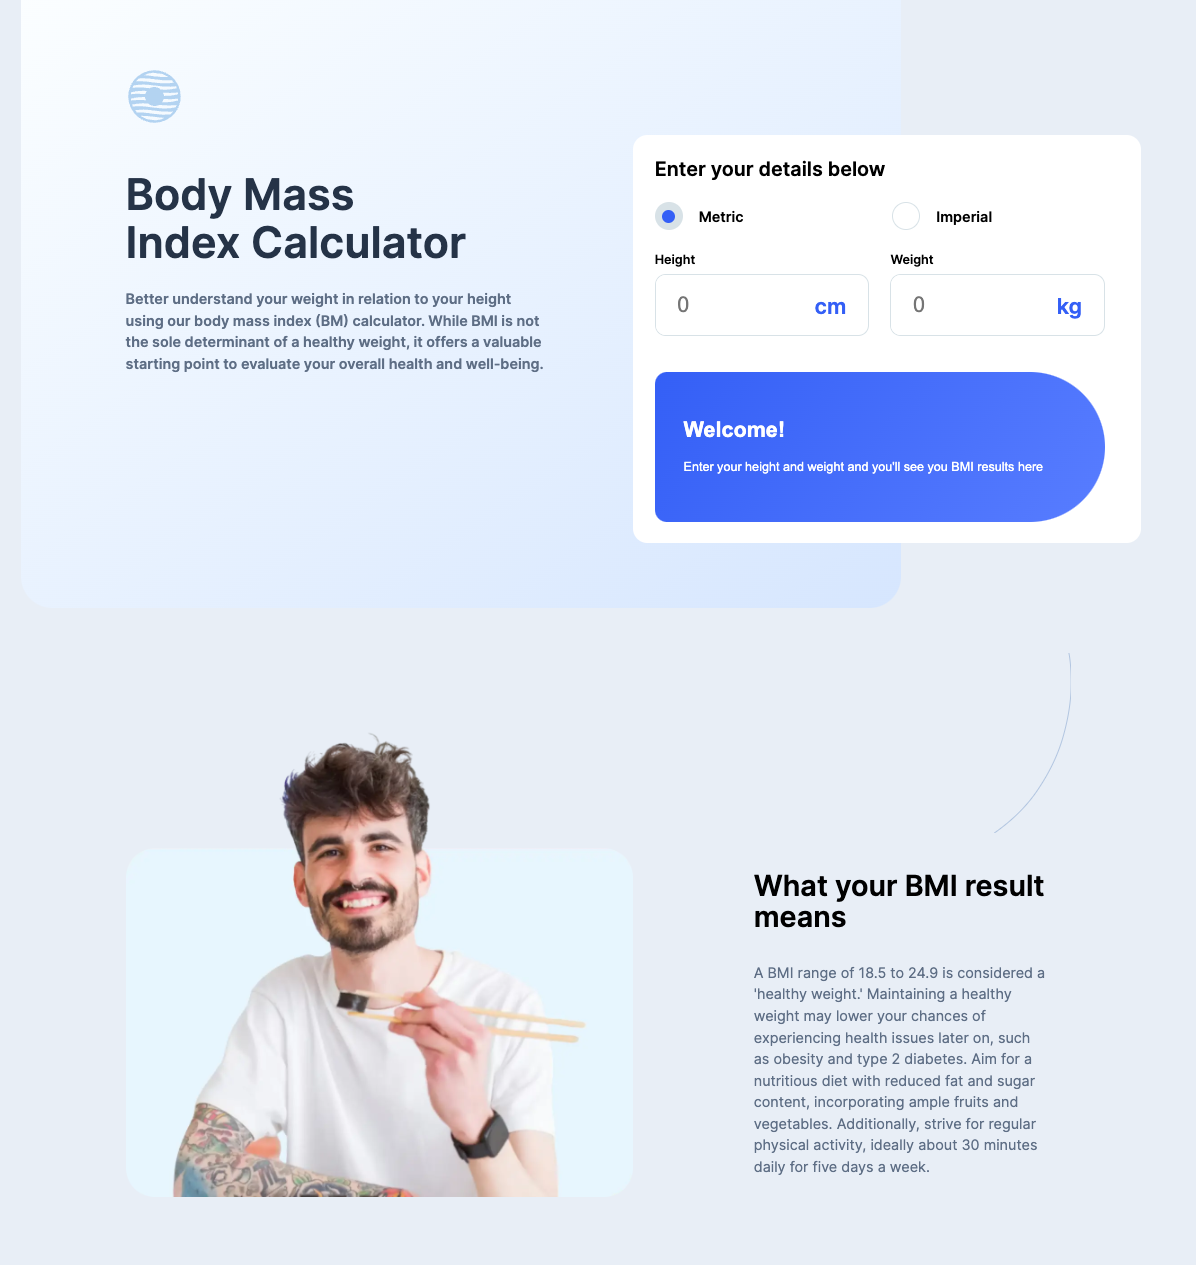 Body Mass
Index Calculator
Better understand your weight in relation to your height
using our body mass index (BM) calculator. While BMI is not
the sole determinant of a healthy weight, it offers a valuable
starting point to evaluate your overall health and well-being.
Enter your details below
Metric
Imperial
Height
Weight
0
cm
0
kg
Welcome!
Enter your height and weight and you'll see you BMI results here
What your BMI result
means
A BMI range of 18.5 to 24.9 is considered a
'healthy weight.' Maintaining a healthy
weight may lower your chances of
experiencing health issues later on, such
as obesity and type 2 diabetes. Aim for a
nutritious diet with reduced fat and sugar
content, incorporating ample fruits and
vegetables. Additionally, strive for regular
physical activity, ideally about 30 minutes
daily for five days a week.